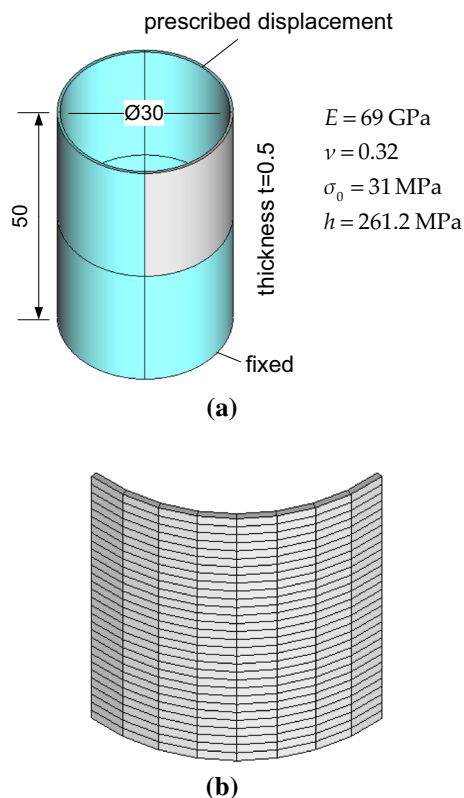 prescribed displacement
Ø30
50
thickness t=0.5
E = 69 GPa
ν = 0.32
σ₀ = 31 MPa
h = 261.2 MPa
fixed
(a)
(b)